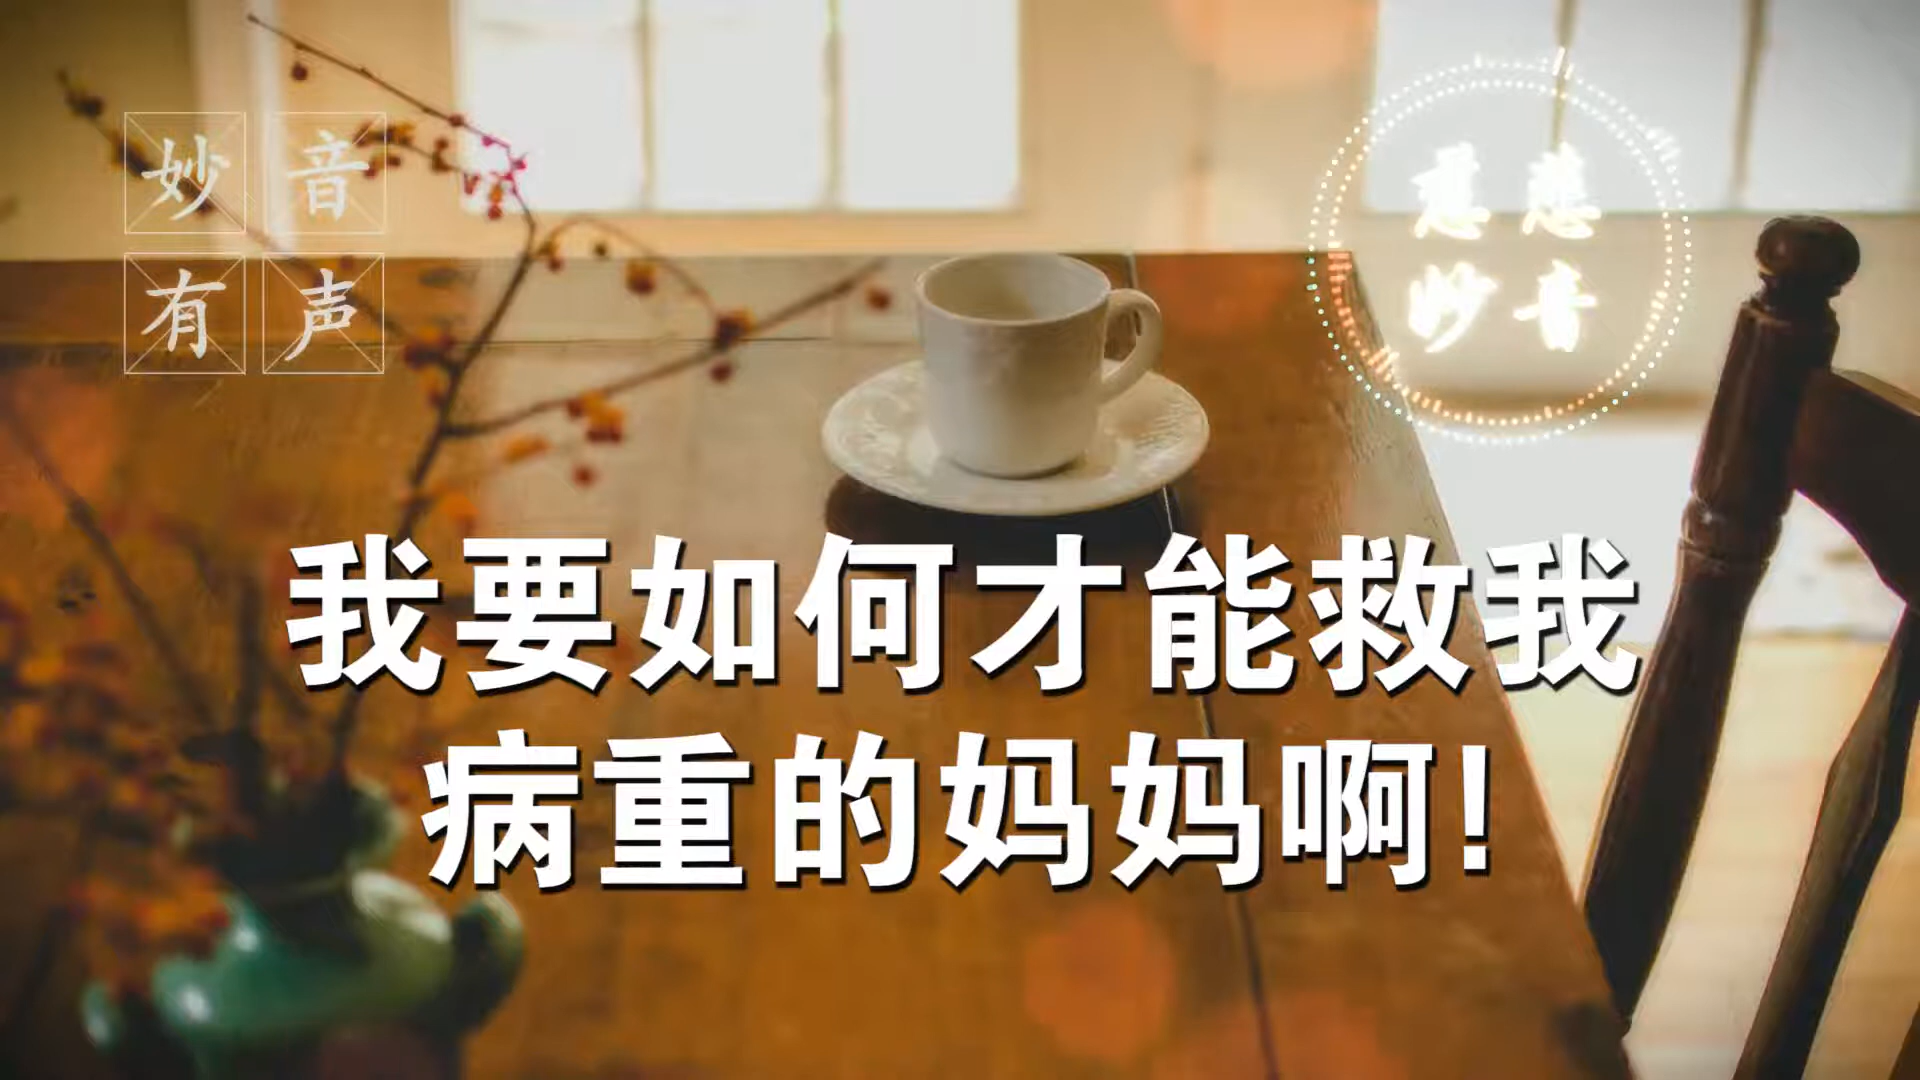 妙音
有声
慧慈
妙音
我要如何才能救我
病重的妈妈啊!